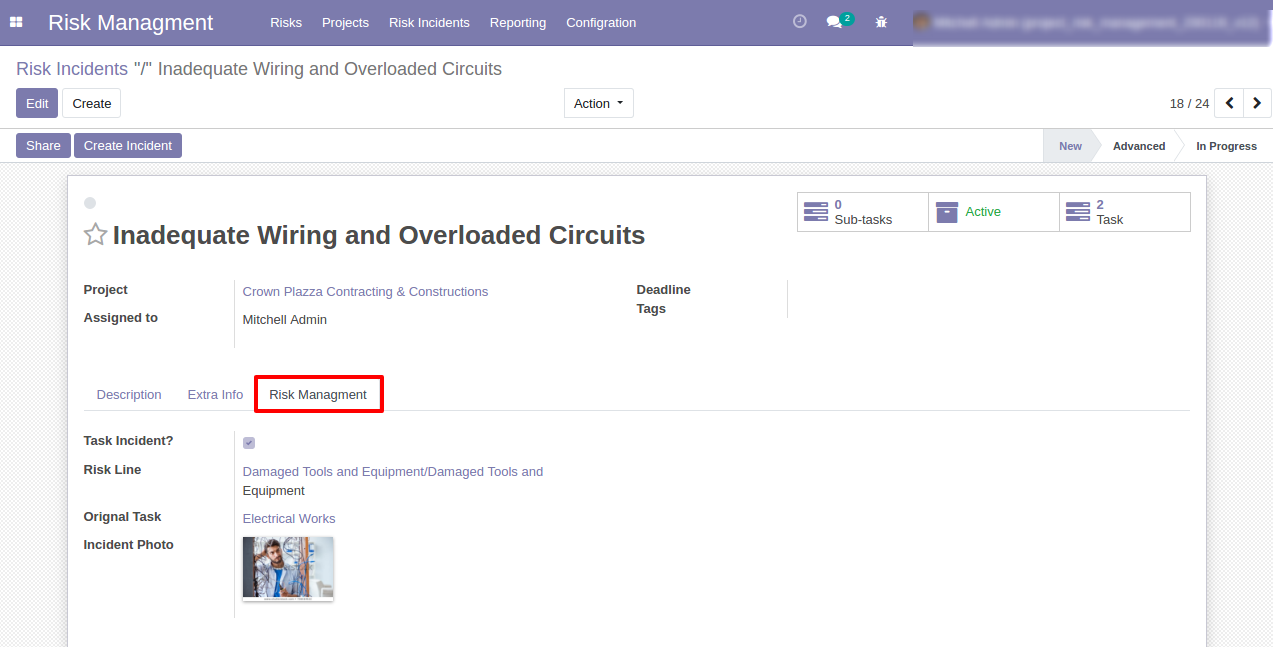 Risk Managment
Risks Projects Risk Incidents Reporting Configration
2
Risk Incidents "/" Inadequate Wiring and Overloaded Circuits
Edit Create
Action
18 / 24
Share Create Incident
New Advanced In Progress
0
Sub-tasks
Active
2
Task
Inadequate Wiring and Overloaded Circuits
Project Crown Plazza Contracting & Constructions
Assigned to Mitchell Admin
Deadline
Tags
Description Extra Info Risk Managment
Task Incident?
Risk Line Damaged Tools and Equipment/Damaged Tools and
Equipment
Orignal Task Electrical Works
Incident Photo